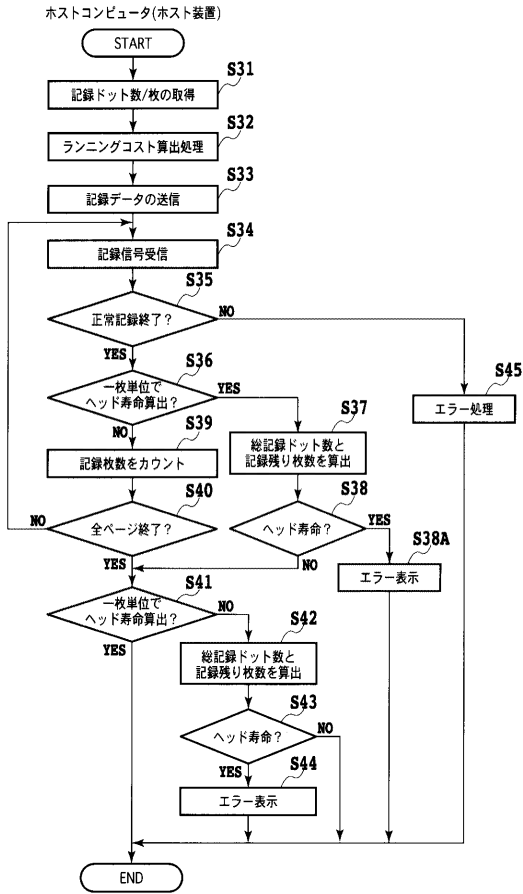 ホストコンピュータ(ホスト装置)
START
S31
記録ドット数/枚の取得
S32
ランニングコスト算出処理
S33
記録データの送信
S34
記録信号受信
S35
正常記録終了?
NO
YES
S36
一枚単位で
ヘッド寿命算出?
YES
NO
S45
エラー処理
S37
総記録ドット数と
記録残り枚数を算出
S39
記録枚数をカウント
S38
ヘッド寿命?
YES
NO
S40
全ページ終了?
NO
YES
S38A
エラー表示
S41
一枚単位で
ヘッド寿命算出?
NO
YES
S42
総記録ドット数と
記録残り枚数を算出
S43
ヘッド寿命?
NO
YES
S44
エラー表示
END